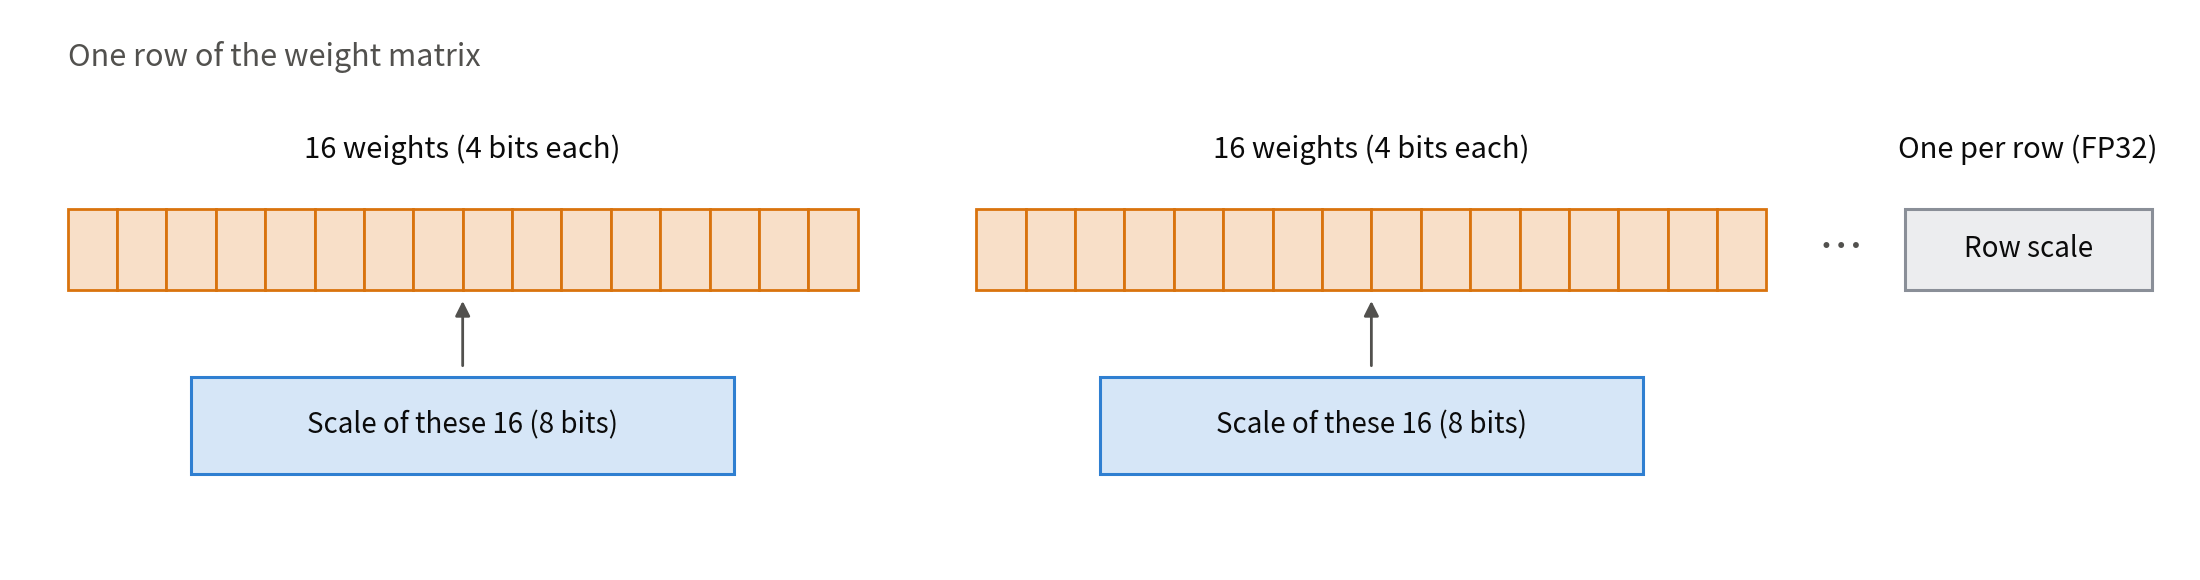 One row of the weight matrix
16 weights (4 bits each)
16 weights (4 bits each)
One per row (FP32)
...
Row scale
Scale of these 16 (8 bits)
Scale of these 16 (8 bits)